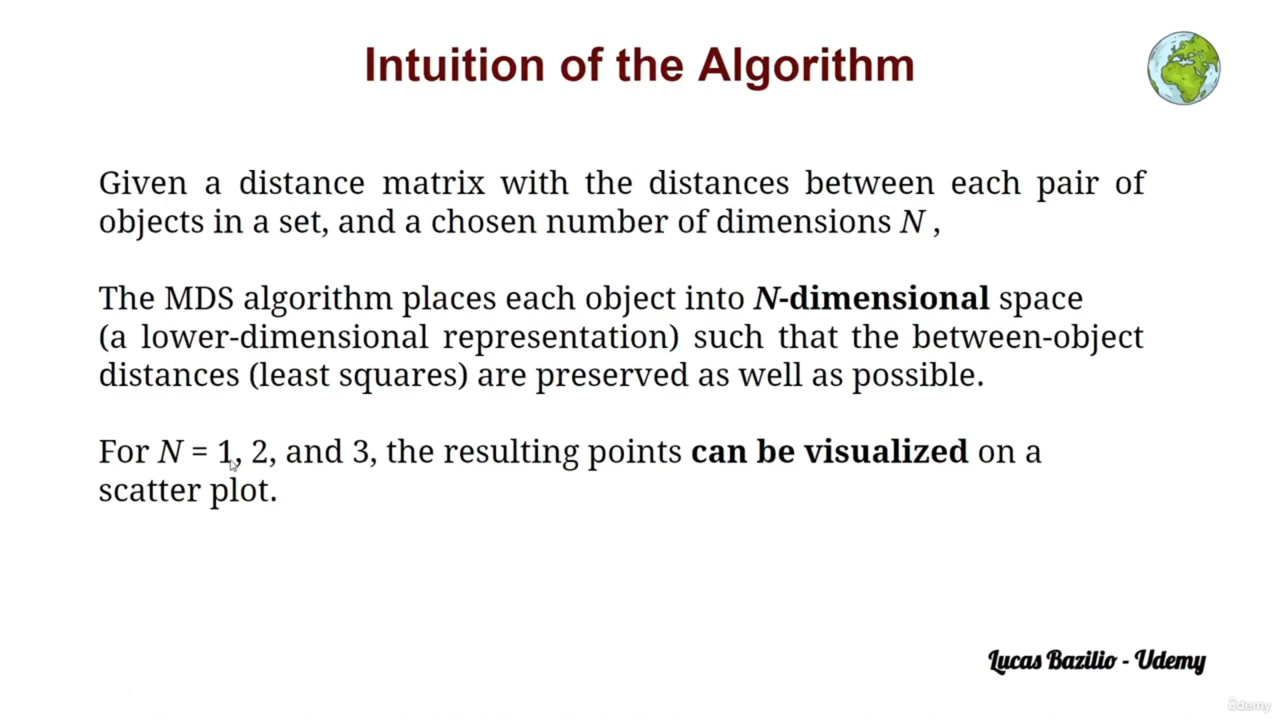 Intuition of the Algorithm
Given a distance matrix with the distances between each pair of
objects in a set, and a chosen number of dimensions N ,
The MDS algorithm places each object into N-dimensional space
(a lower-dimensional representation) such that the between-object
distances (least squares) are preserved as well as possible.
For N = 1, 2, and 3, the resulting points can be visualized on a
scatter plot.
Lucas Bazilio - Udemy
ûdemy